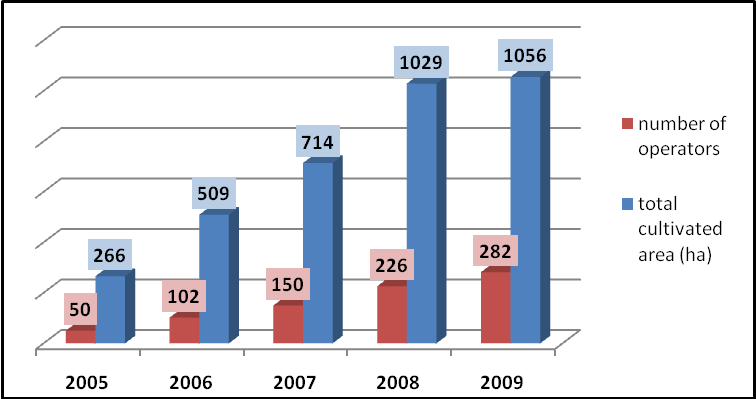 1056
1029
714
number of
operators
509
total
cultivated
area (ha)
266
282
226
150
102
50
2005 2006 2007 2008 2009